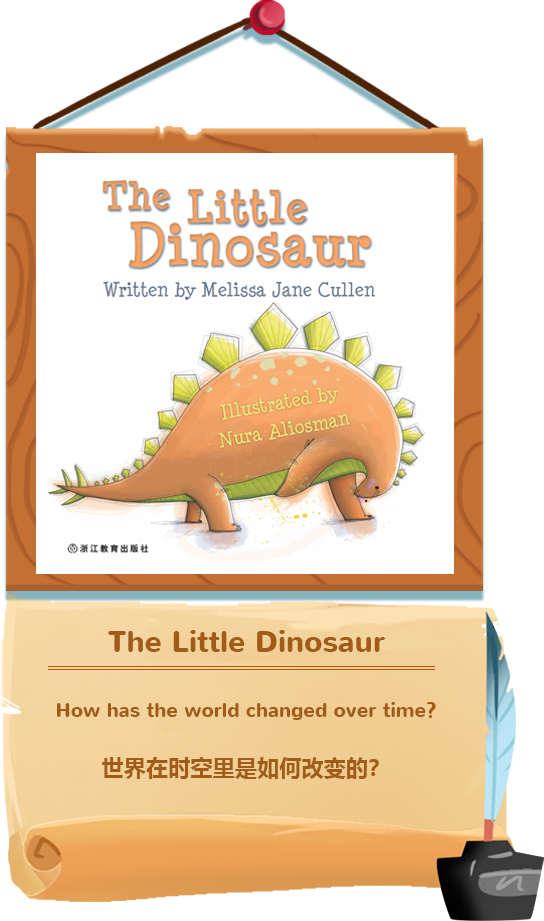 The Little
Dinosaur
Written by Melissa Jane Cullen
Illustrated by
Nura Aliosman
浙江教育出版社
The Little Dinosaur
How has the world changed over time?
世界在时空里是如何改变的？